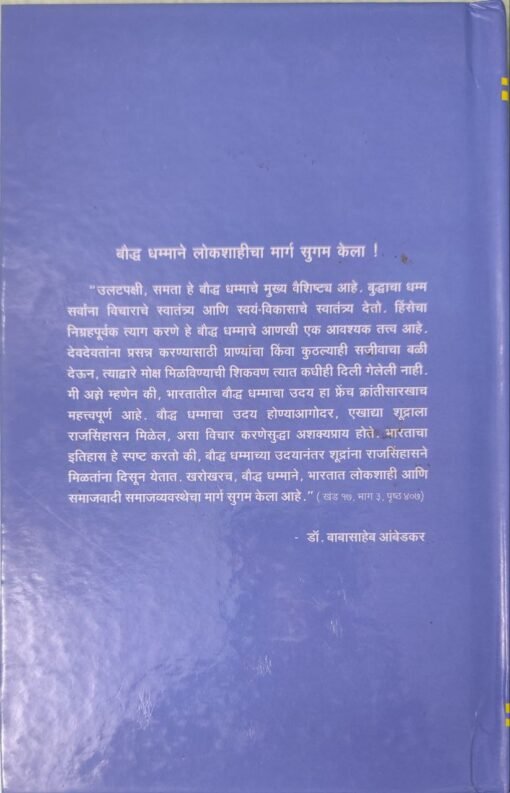 बौद्ध धम्माने लोकशाहीचा मार्ग सुगम केला !
"उलटपक्षी, समता हे बौद्ध धम्माचे मुख्य वैशिष्ट्य आहे. बुद्धाचा धम्म
सर्वांना विचाराचे स्वातंत्र्य आणि स्वयं-विकासाचे स्वातंत्र्य देतो. हिंसेचा
निग्रहपूर्वक त्याग करणे हे बौद्ध धम्माचे आणखी एक आवश्यक तत्त्व आहे.
देवदेवतांना प्रसन्न करण्यासाठी प्राण्यांचा किंवा कुठल्याही सजीवाचा बळी
देऊन, त्याद्वारे मोक्ष मिळविण्याची शिकवण त्यात कधीही दिली गेलेली नाही.
मी अज्ञे म्हणेन की, भारतातील बौद्ध धम्माचा उदय हा फ्रेंच क्रांतीसारखाच
महत्त्वपूर्ण आहे. बौद्ध धम्माचा उदय होण्याआगोदर, एखाद्या शूद्राला
राजसिंहासन मिळेल, असा विचार करणेसुद्धा अशक्यप्राय होते. भारताचा
इतिहास हे स्पष्ट करतो की, बौद्ध धम्माच्या उदयानंतर शूद्रांना राजसिंहासने
मिळतांना दिसून येतात. खरोखरच, बौद्ध धम्माने, भारतात लोकशाही आणि
समाजवादी समाजव्यवस्थेचा मार्ग सुगम केला आहे." (खंड १७, भाग ३, पृष्ठ ४०७)
- डॉ. बाबासाहेब आंबेडकर